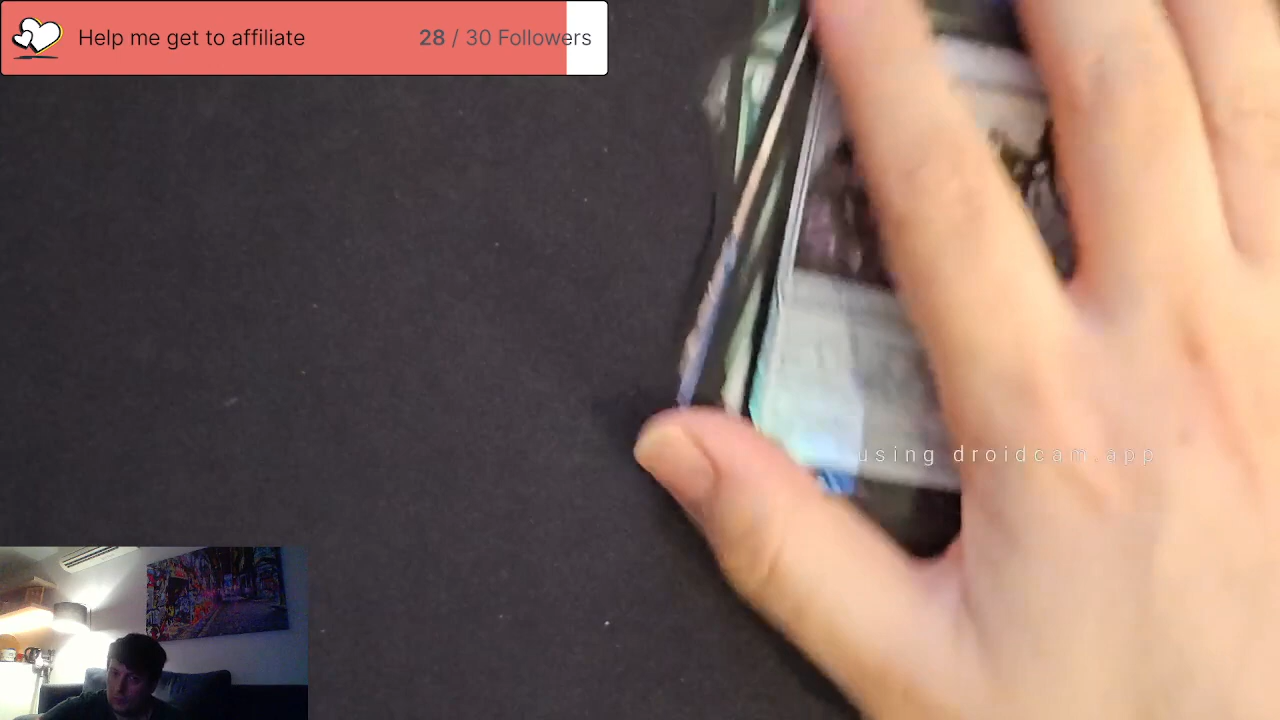 Help me get to affiliate
28 / 30 Followers
using droidcam.app